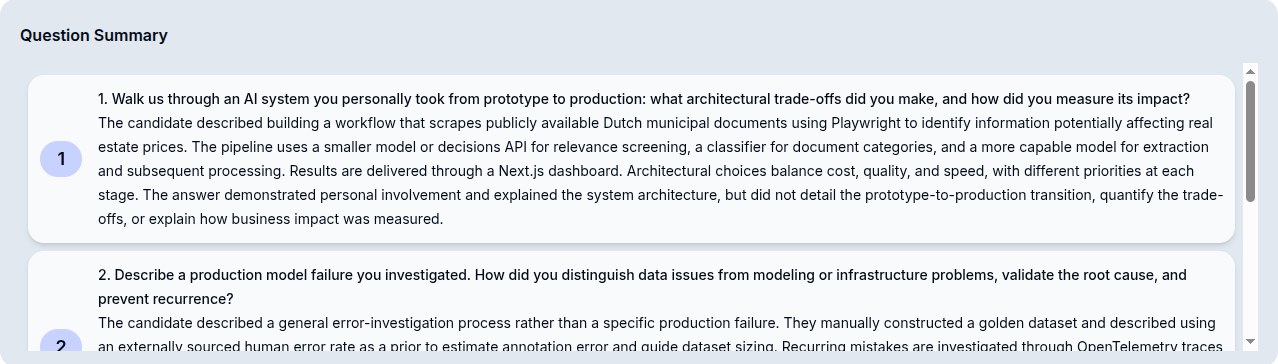 Question Summary
1
1. Walk us through an AI system you personally took from prototype to production: what architectural trade-offs did you make, and how did you measure its impact?
The candidate described building a workflow that scrapes publicly available Dutch municipal documents using Playwright to identify information potentially affecting real
estate prices. The pipeline uses a smaller model or decisions API for relevance screening, a classifier for document categories, and a more capable model for extraction
and subsequent processing. Results are delivered through a Next.js dashboard. Architectural choices balance cost, quality, and speed, with different priorities at each
stage. The answer demonstrated personal involvement and explained the system architecture, but did not detail the prototype-to-production transition, quantify the trade-
offs, or explain how business impact was measured.
2
2. Describe a production model failure you investigated. How did you distinguish data issues from modeling or infrastructure problems, validate the root cause, and
prevent recurrence?
The candidate described a general error-investigation process rather than a specific production failure. They manually constructed a golden dataset and described using
an externally sourced human error rate as a prior to estimate annotation error and guide dataset sizing. Recurring mistakes are investigated through OpenTelemetry traces